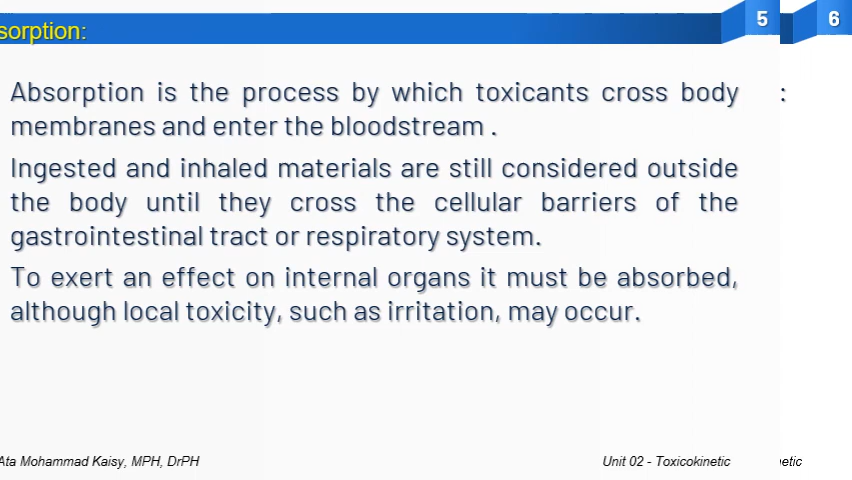 sorption:
5
6
Absorption is the process by which toxicants cross body
membranes and enter the bloodstream .
:
Ingested and inhaled materials are still considered outside
the body until they cross the cellular barriers of the
gastrointestinal tract or respiratory system.
To exert an effect on internal organs it must be absorbed,
although local toxicity, such as irritation, may occur.
Ata Mohammad Kaisy, MPH, DrPH
Unit 02 - Toxicokinetic
etic